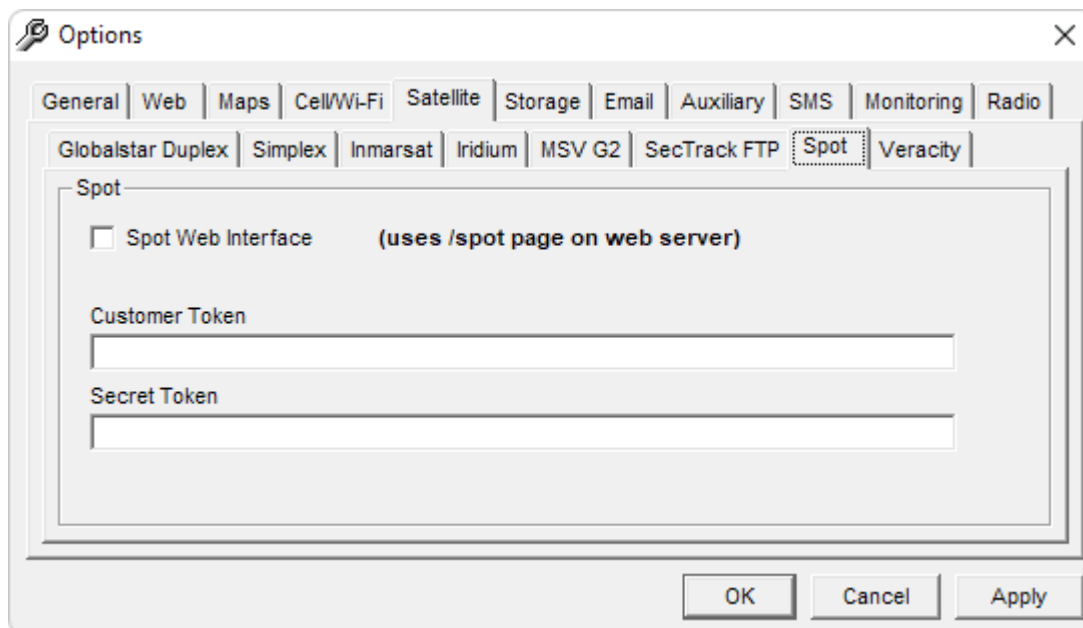 Options
General Web Maps Cell/Wi-Fi Satellite Storage Email Auxiliary SMS Monitoring Radio
Globalstar Duplex Simplex Inmarsat Iridium MSV G2 SecTrack FTP Spot Veracity
Spot
Spot Web Interface (uses /spot page on web server)
Customer Token
Secret Token
OK Cancel Apply